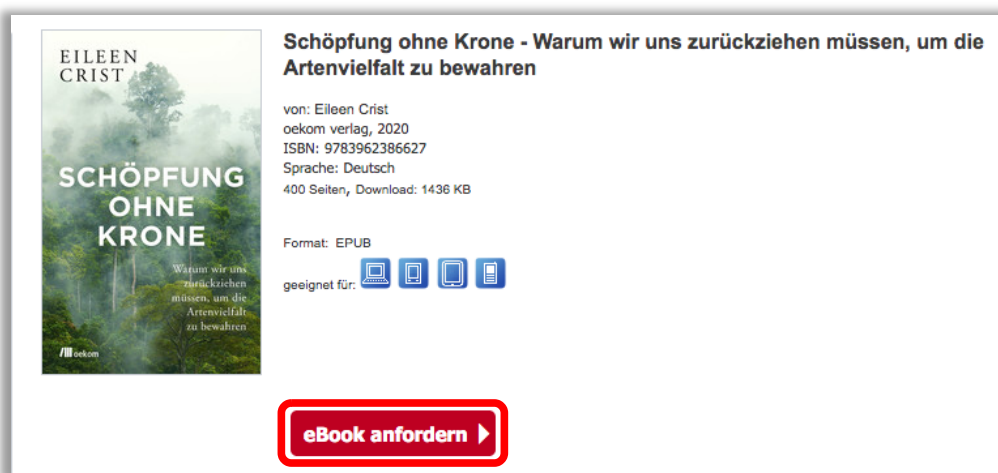 EILEEN
CRIST
SCHÖPFUNG
OHNE
KRONE
Warum wir uns
zurückziehen
müssen, um die
Artenvielfalt
zu bewahren
oekom
Schöpfung ohne Krone - Warum wir uns zurückziehen müssen, um die
Artenvielfalt zu bewahren
von: Eileen Crist
oekom verlag, 2020
ISBN: 9783962386627
Sprache: Deutsch
400 Seiten, Download: 1436 KB
Format: EPUB
geeignet für:
eBook anfordern